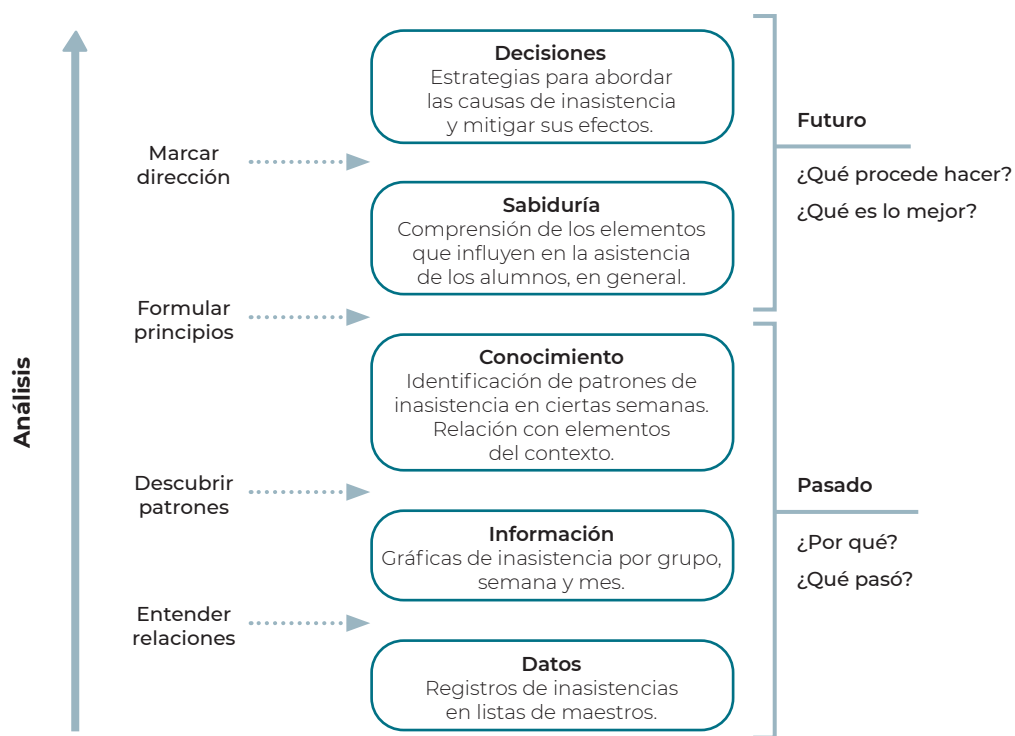 Decisiones
Estrategias para abordar
las causas de inasistencia
y mitigar sus efectos.
Futuro
¿Qué procede hacer?
¿Qué es lo mejor?
Marcar
dirección
Sabiduría
Comprensión de los elementos
que influyen en la asistencia
de los alumnos, en general.
Formular
principios
Conocimiento
Identificación de patrones de
inasistencia en ciertas semanas.
Relación con elementos
del contexto.
Análisis
Descubrir
patrones
Pasado
¿Por qué?
¿Qué pasó?
Información
Gráficas de inasistencia por grupo,
semana y mes.
Entender
relaciones
Datos
Registros de inasistencias
en listas de maestros.